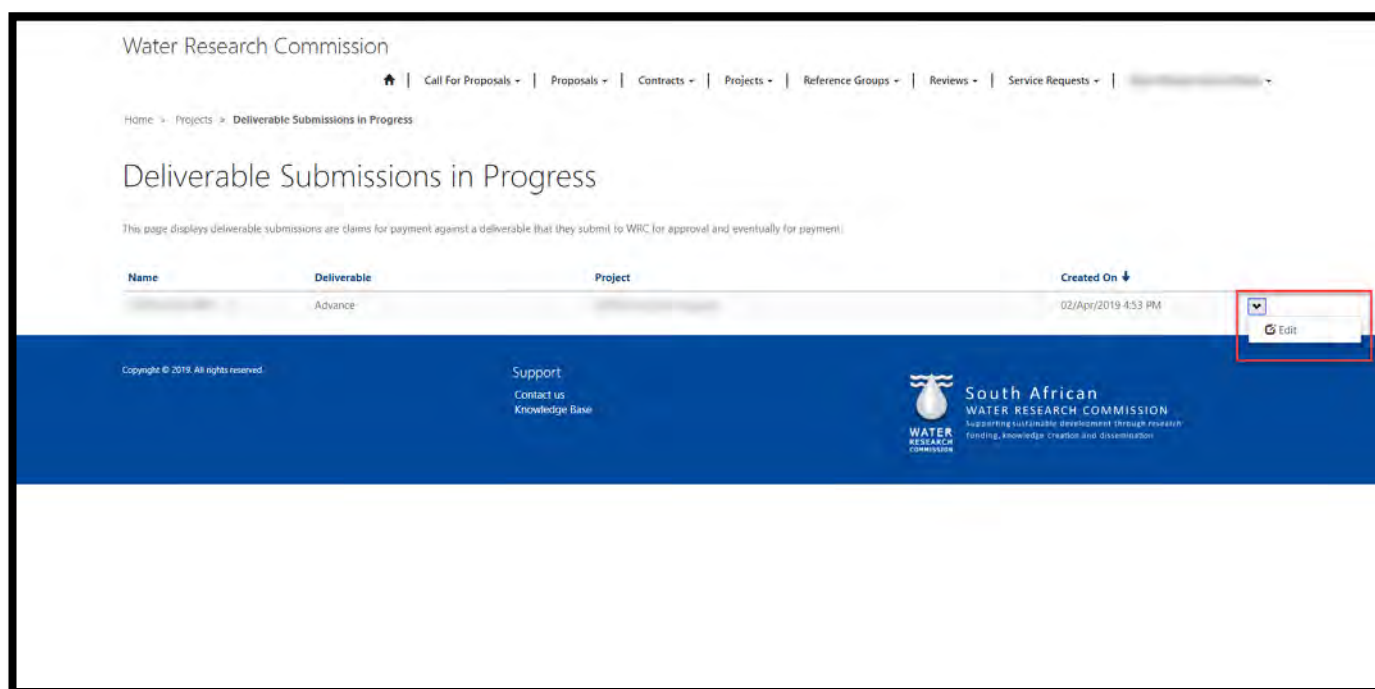 Water Research Commission
Call For Proposals | Proposals | Contracts | Projects | Reference Groups | Reviews | Service Requests |
Home > Projects > Deliverable Submissions in Progress
Deliverable Submissions in Progress
This page displays deliverable submissions are claims for payment against a deliverable that they submit to WRC for approval and eventually for payment.
Name Deliverable Project Created On
Advance 02/Apr/2019 4:53 PM
Edit
Copyright © 2019. All rights reserved.
Support
Contact us
Knowledge Base
WATER
RESEARCH
COMMISSION
South African
WATER RESEARCH COMMISSION
Supporting sustainable development through research
funding, knowledge creation and dissemination